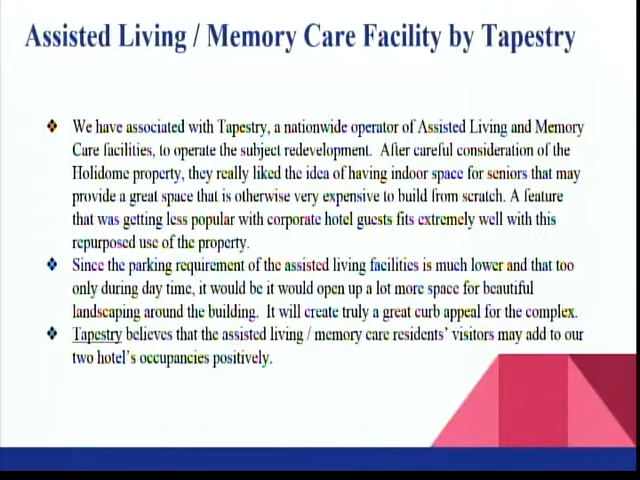 Assisted Living / Memory Care Facility by Tapestry
We have associated with Tapestry, a nationwide operator of Assisted Living and Memory
Care facilities, to operate the subject redevelopment. After careful consideration of the
Holidome property, they really liked the idea of having indoor space for seniors that may
provide a great space that is otherwise very expensive to build from scratch. A feature
that was getting less popular with corporate hotel guests fits extremely well with this
repurposed use of the property.
Since the parking requirement of the assisted living facilities is much lower and that too
only during day time, it would be it would open up a lot more space for beautiful
landscaping around the building. It will create truly a great curb appeal for the complex.
Tapestry believes that the assisted living / memory care residents' visitors may add to our
two hotel's occupancies positively.